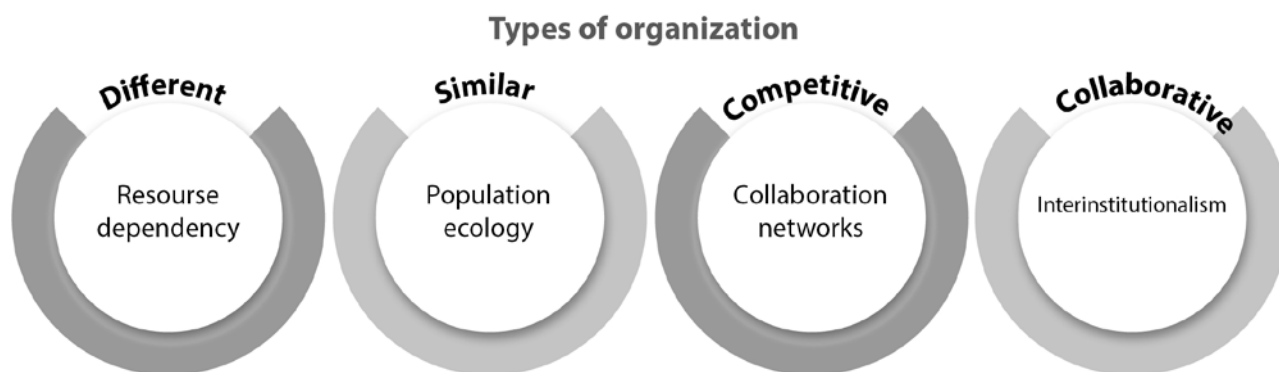 Types of organization
Different
Similar
Competitive
Collaborative
Resourse
dependency
Population
ecology
Collaboration
networks
Interinstitutionalism